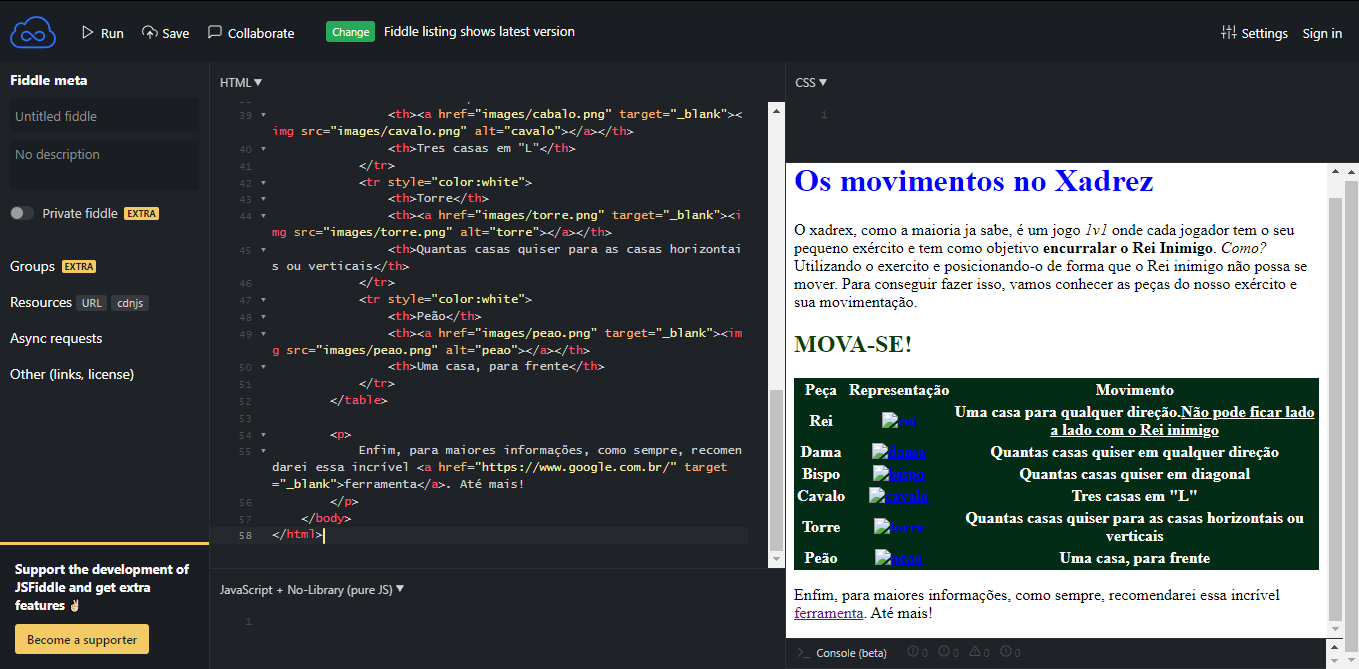 Run Save Collaborate Change Fiddle listing shows latest version Settings Sign in
Fiddle meta
Untitled fiddle
No description
Private fiddle EXTRA
Groups EXTRA
Resources URL cdnjs
Async requests
Other (links, license)
Support the development of
JSFiddle and get extra
features ✌🏻
Become a supporter
HTML ▼
39 <th><a href="images/cabalo.png" target="_blank"><
img src="images/cavalo.png" alt="cavalo"></a></th>
40 <th>Tres casas em "L"</th>
41 </tr>
42 <tr style="color:white">
43 <th>Torre</th>
44 <th><a href="images/torre.png" target="_blank"><i
mg src="images/torre.png" alt="torre"></a></th>
45 <th>Quantas casas quiser para as casas horizontai
s ou verticais</th>
46 </tr>
47 <tr style="color:white">
48 <th>Peão</th>
49 <th><a href="images/peao.png" target="_blank"><im
g src="images/peao.png" alt="peao"></a></th>
50 <th>Uma casa, para frente</th>
51 </tr>
52 </table>
53
54 <p>
55 Enfim, para maiores informações, como sempre, recomen
darei essa incrível <a href="https://www.google.com.br/" target
="_blank">ferramenta</a>. Até mais!
56 </p>
57 </body>
58 </html>
JavaScript + No-Library (pure JS) ▼
1
CSS ▼
1
Os movimentos no Xadrez
O xadrex, como a maioria ja sabe, é um jogo 1v1 onde cada jogador tem o seu
pequeno exército e tem como objetivo encurralar o Rei Inimigo. Como?
Utilizando o exercito e posicionando-o de forma que o Rei inimigo não possa se
mover. Para conseguir fazer isso, vamos conhecer as peças do nosso exército e
sua movimentação.
MOVA-SE!
Peça Representação Movimento
Rei rei Uma casa para qualquer direção.Não pode ficar lado
a lado com o Rei inimigo
Dama dama Quantas casas quiser em qualquer direção
Bispo bispo Quantas casas quiser em diagonal
Cavalo cavalo Tres casas em "L"
Torre torre Quantas casas quiser para as casas horizontais ou
verticais
Peão peao Uma casa, para frente
Enfim, para maiores informações, como sempre, recomendarei essa incrível
ferramenta. Até mais!
>_ Console (beta) 0 0 0 0